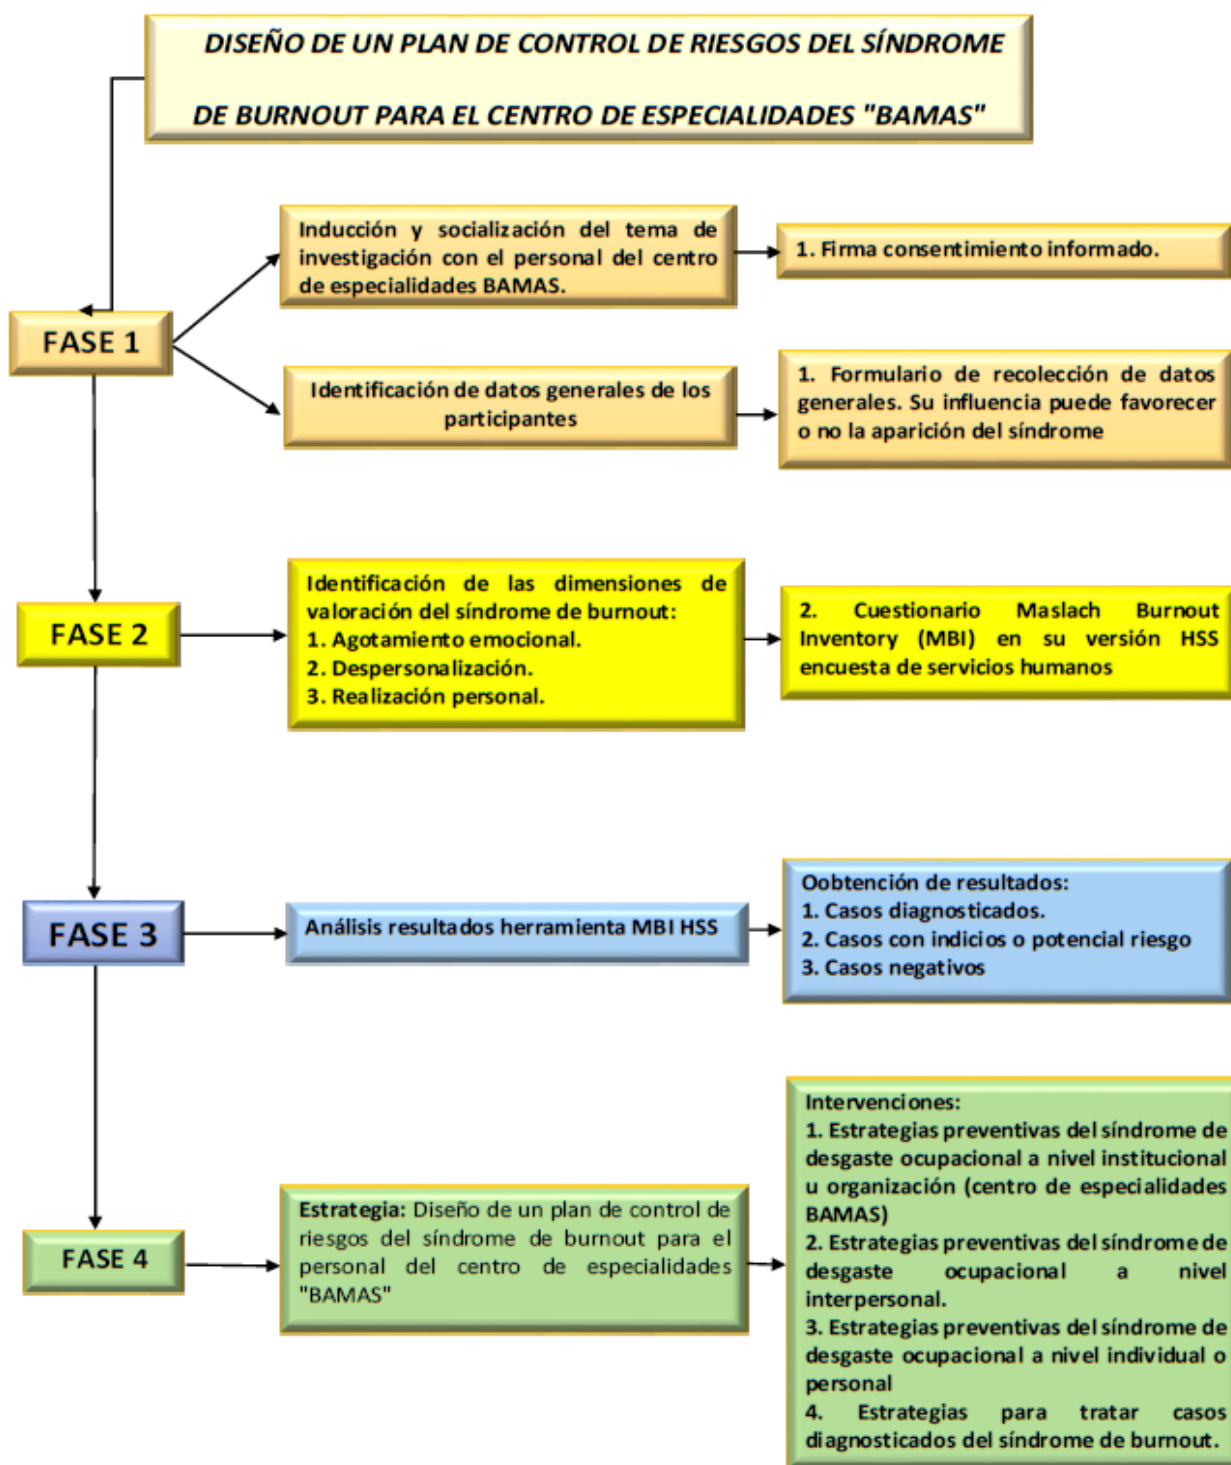 DISEÑO DE UN PLAN DE CONTROL DE RIESGOS DEL SÍNDROME
DE BURNOUT PARA EL CENTRO DE ESPECIALIDADES "BAMAS"
FASE 1
Inducción y socialización del tema de
investigación con el personal del centro
de especialidades BAMAS.
1. Firma consentimiento informado.
Identificación de datos generales de los
participantes
1. Formulario de recolección de datos
generales. Su influencia puede favorecer
o no la aparición del síndrome
FASE 2
Identificación de las dimensiones de
valoración del síndrome de burnout:
1. Agotamiento emocional.
2. Despersonalización.
3. Realización personal.
2. Cuestionario Maslach Burnout
Inventory (MBI) en su versión HSS
encuesta de servicios humanos
FASE 3
Análisis resultados herramienta MBI HSS
Oobtención de resultados:
1. Casos diagnosticados.
2. Casos con indicios o potencial riesgo
3. Casos negativos
FASE 4
Estrategia: Diseño de un plan de control de
riesgos del síndrome de burnout para el
personal del centro de especialidades
"BAMAS"
Intervenciones:
1. Estrategias preventivas del síndrome de
desgaste ocupacional a nivel institucional
u organización (centro de especialidades
BAMAS)
2. Estrategias preventivas del síndrome de
desgaste ocupacional a nivel
interpersonal.
3. Estrategias preventivas del síndrome de
desgaste ocupacional a nivel individual o
personal
4. Estrategias para tratar casos
diagnosticados del síndrome de burnout.